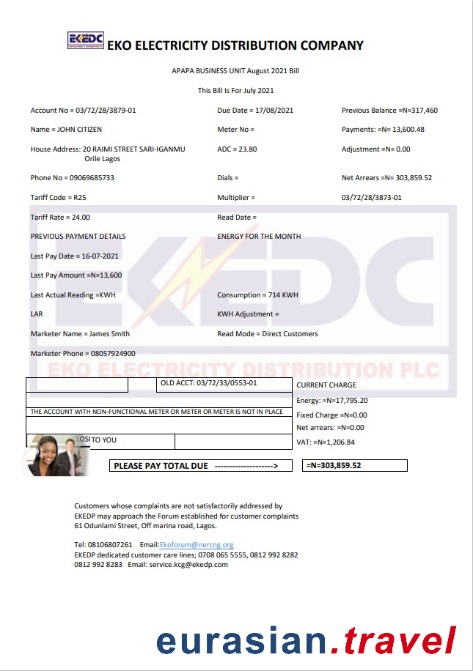 EKEDC EKO ELECTRICITY DISTRIBUTION COMPANY
APAPA BUSINESS UNIT August 2021 Bill
This Bill Is For July 2021
Account No = 03/72/28/3879-01 Due Date = 17/08/2021 Previous Balance =N=317,460
Name = JOHN CITIZEN Meter No = Payments: =N= 13,600.48
House Address: 20 RAIMI STREET SARI-IGANMU ADC = 23.80 Adjustment =N= 0.00
Orile Lagos
Phone No = 09069685733 Dials = Net Arrears =N= 303,859.52
Tariff Code = R25 Multiplier = 03/72/28/3873-01
Tariff Rate = 24.00 Read Date =
PREVIOUS PAYMENT DETAILS ENERGY FOR THE MONTH
Last Pay Date = 16-07-2021
Last Pay Amount =N=13,600
Last Actual Reading =KWH Consumption = 714 KWH
LAR KWH Adjustment =
Marketer Name = James Smith Read Mode = Direct Customers
Marketer Phone = 08057924900
EKEDC
EKO ELECTRICITY DISTRIBUTION PLC
OLD ACCT: 03/72/33/0553-01 CURRENT CHARGE
Energy: =N=17,795.20
THE ACCOUNT WITH NON-FUNCTIONAL METER OR METER OR METER IS NOT IN PLACE Fixed Charge =N=0.00
Net arrears: =N=0.00
TO YOU VAT: =N=1,206.84
PLEASE PAY TOTAL DUE --------------------> =N=303,859.52
Customers whose complaints are not satisfactorily addressed by
EKEDP may approach the Forum established for customer complaints
61 Odunlami Street, Off marina road, Lagos.
Tel: 08106807261 Email:Ekoforum@nercng.org
EKEDP dedicated customer care lines; 0708 065 5555, 0812 992 8282
0812 992 8283 Email: service.kcg@ekedp.com
eurasian.travel